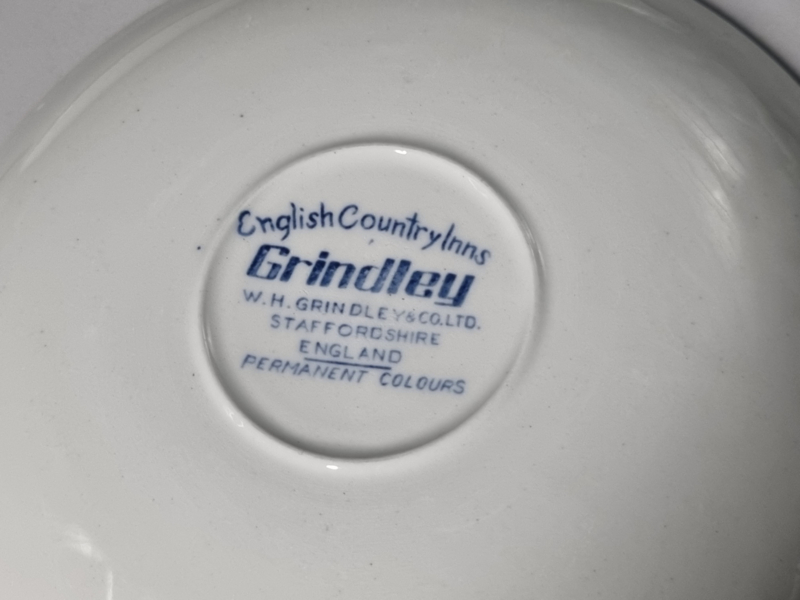 English Country Inns
Grindley
W.H. GRINDLEY & CO. LTD.
STAFFORDSHIRE
ENGLAND
PERMANENT COLOURS